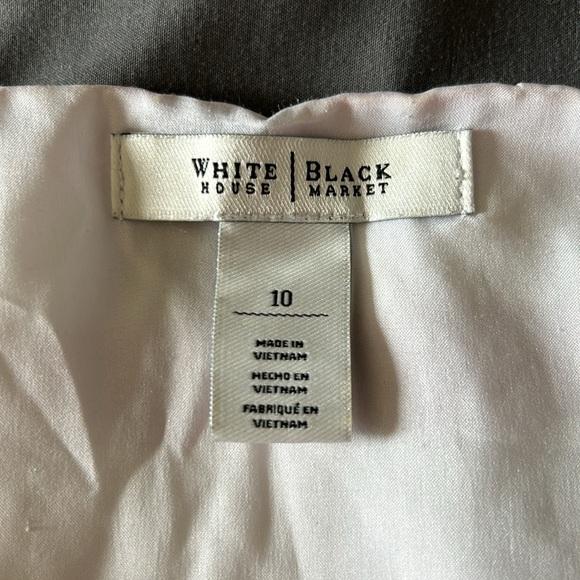 WHITE | BLACK
HOUSE | MARKET
10
MADE IN
VIETNAM
HECHO EN
VIETNAM
FABRIQUÉ EN
VIETNAM